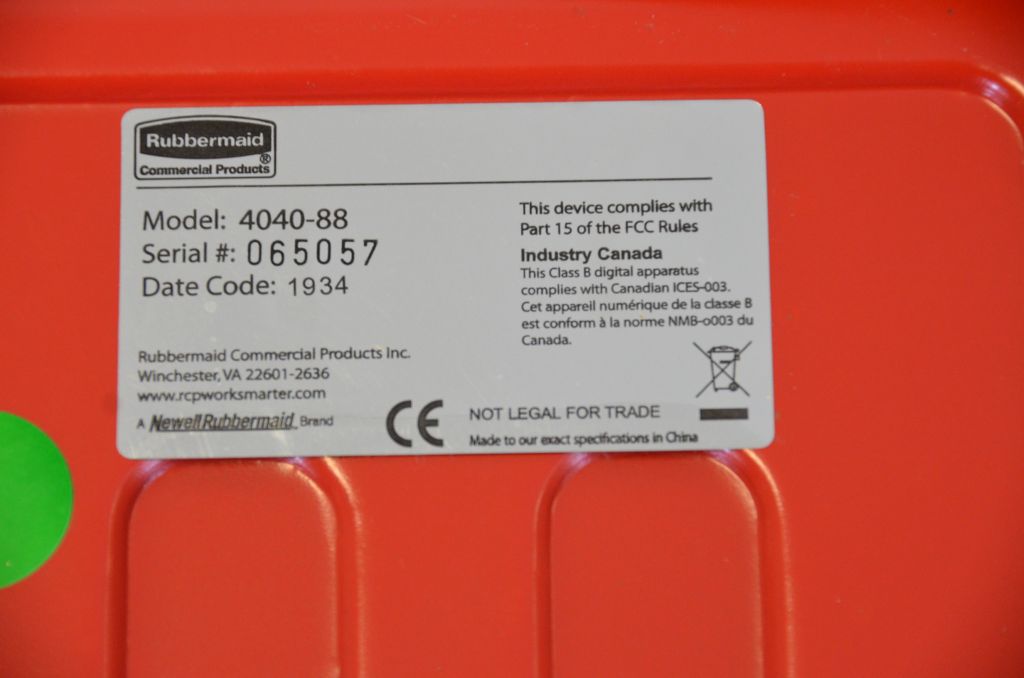 Rubbermaid®
Commercial Products
Model: 4040-88
Serial #: 065057
Date Code: 1934
This device complies with
Part 15 of the FCC Rules
Industry Canada
This Class B digital apparatus
complies with Canadian ICES-003.
Cet appareil numérique de la classe B
est conform à la norme NMB-o003 du
Canada.
Rubbermaid Commercial Products Inc.
Winchester, VA 22601-2636
www.rcpworksmarter.com
A Newell Rubbermaid Brand
CE
NOT LEGAL FOR TRADE
Made to our exact specifications in China